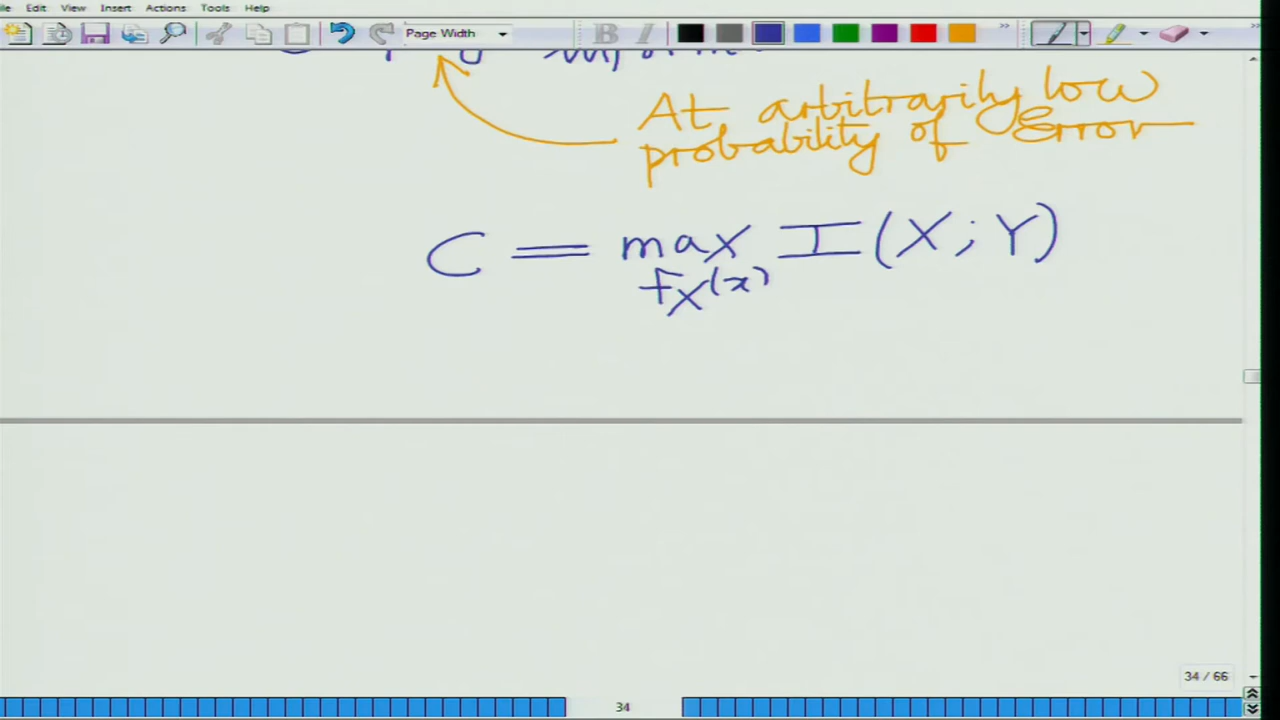 File Edit View Insert Actions Tools Help
Page Width
At arbitrarily low
probability of Error
C = max I(X;Y)
f_X(x)
34 / 66
34